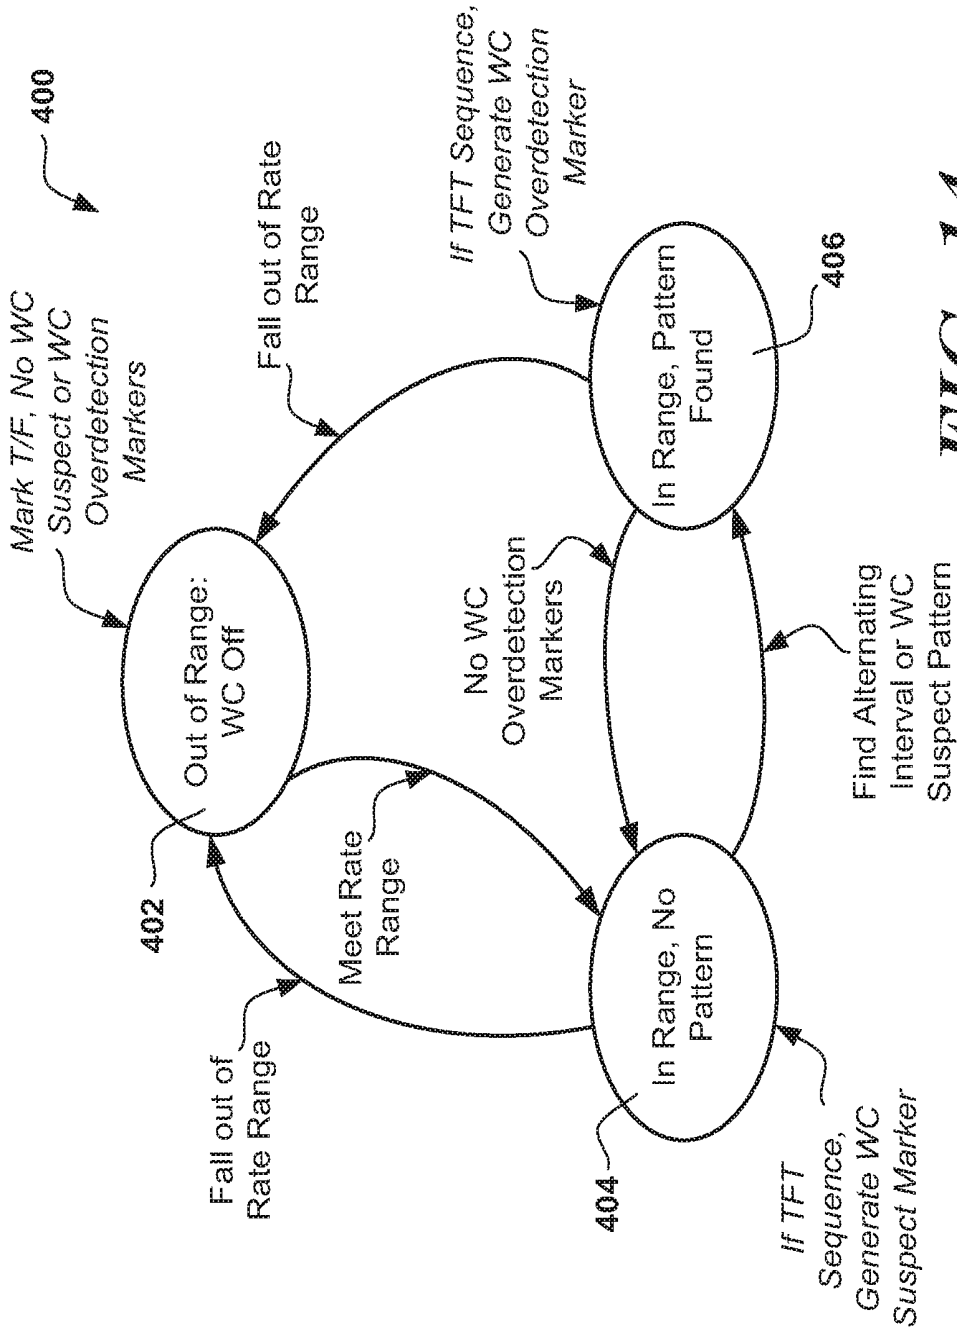 400
Mark T/F, No WC
Suspect or WC
Overdetection
Markers
Out of Range:
WC Off
402
Fall out of Rate
Range
Fall out of
Rate Range
Meet Rate
Range
If TFT Sequence,
Generate WC
Overdetection
Marker
No WC
Overdetection
Markers
In Range, No
Pattern
404
In Range, Pattern
Found
406
If TFT
Sequence,
Generate WC
Suspect Marker
Find Alternating
Interval or WC
Suspect Pattern